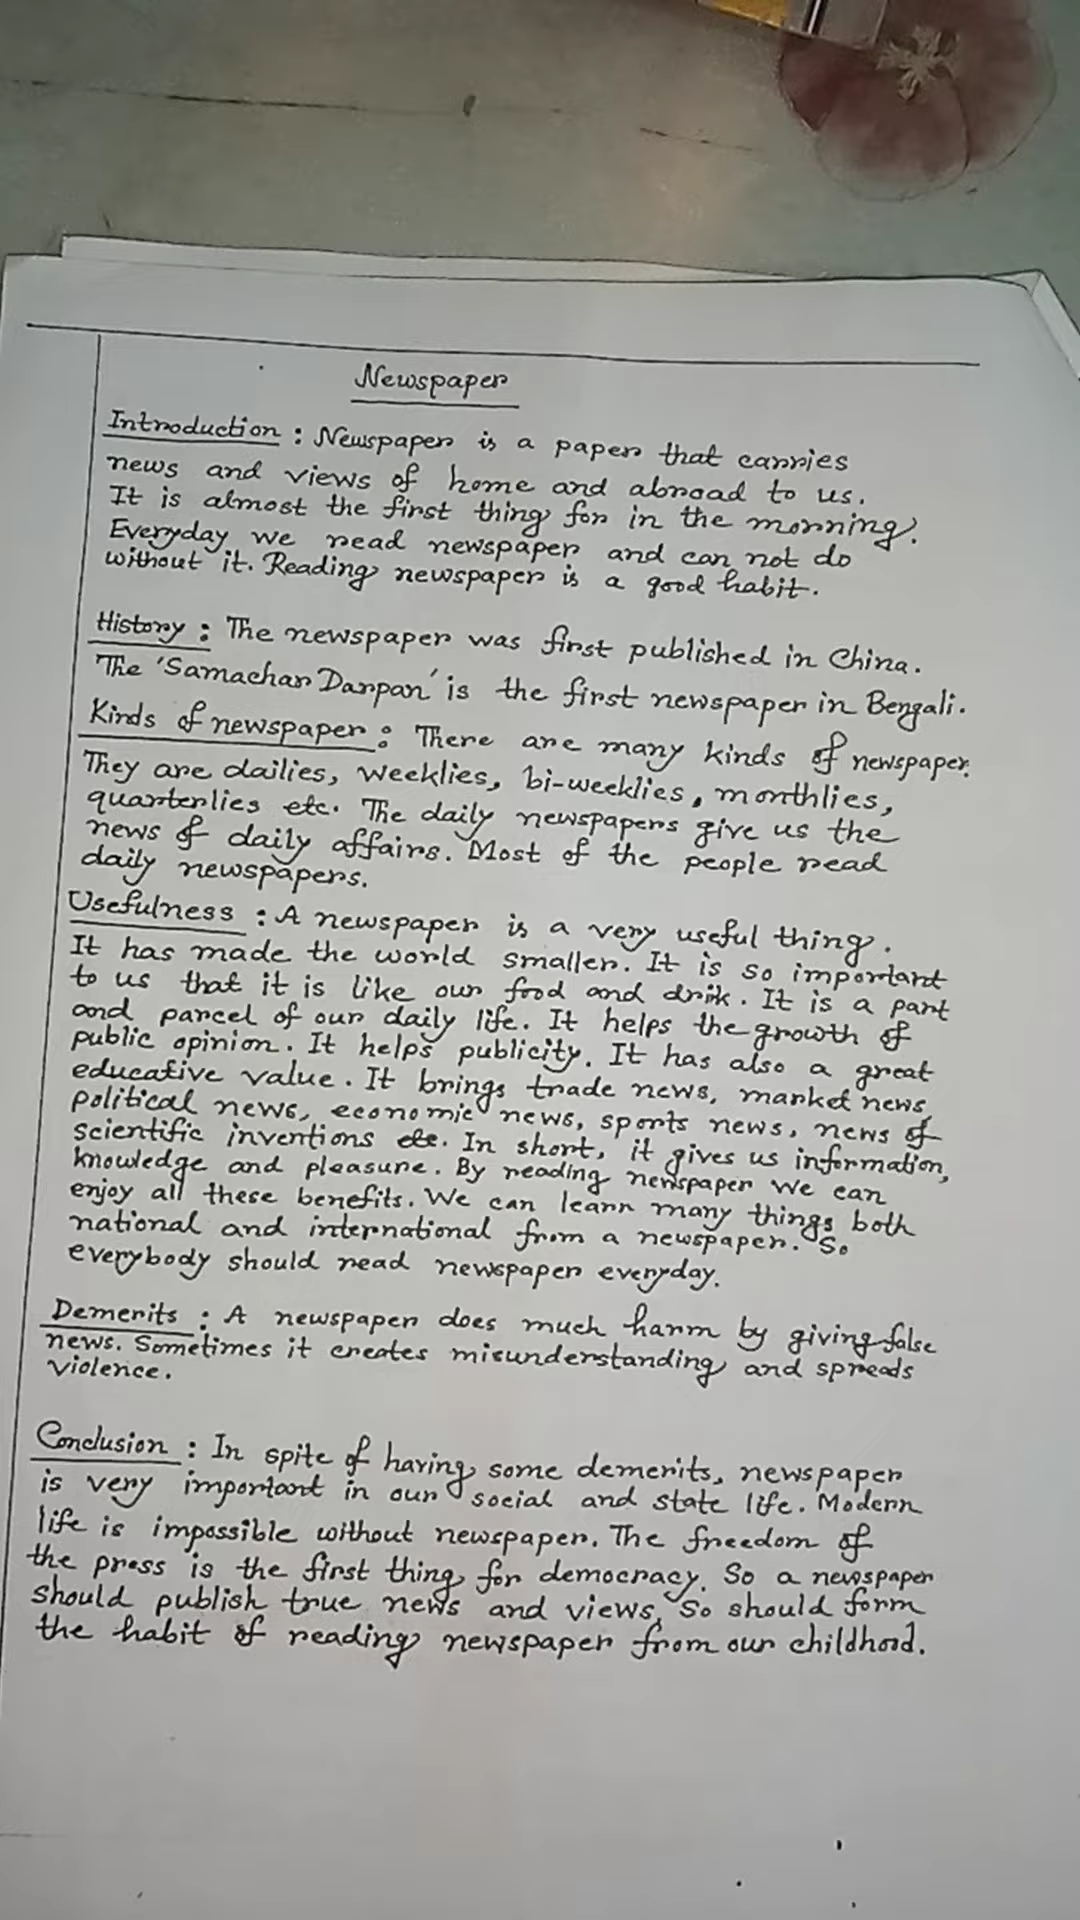 Newspaper
Introduction : Newspaper is a paper that carries
news and views of home and abroad to us.
It is almost the first thing for in the morning.
Everyday we read newspaper and can not do
without it. Reading newspaper is a good habit.
History : The newspaper was first published in China.
The 'Samachar Darpan' is the first newspaper in Bengali.
Kinds of newspaper : There are many kinds of newspaper.
They are dailies, weeklies, bi-weeklies, monthlies,
quarterlies etc. The daily newspapers give us the
news of daily affairs. Most of the people read
daily newspapers.
Usefulness : A newspaper is a very useful thing.
It has made the world smaller. It is so important
to us that it is like our food and drik. It is a part
and parcel of our daily life. It helps the growth of
public opinion. It helps publicity. It has also a great
educative value. It brings trade news, market news,
political news, economic news, sports news, news of
scientific inventions etc. In short, it gives us information,
knowledge and pleasure. By reading newspaper we can
enjoy all these benefits. We can learn many things both
national and international from a newspaper. So
everybody should read newspaper everyday.
Demerits : A newspaper does much harm by giving false
news. Sometimes it creates misunderstanding and spreads
violence.
Conclusion : In spite of having some demerits, newspaper
is very important in our social and state life. Modern
life is impossible without newspaper. The freedom of
the press is the first thing for democracy. So a newspaper
should publish true news and views, so should form
the habit of reading newspaper from our childhood.